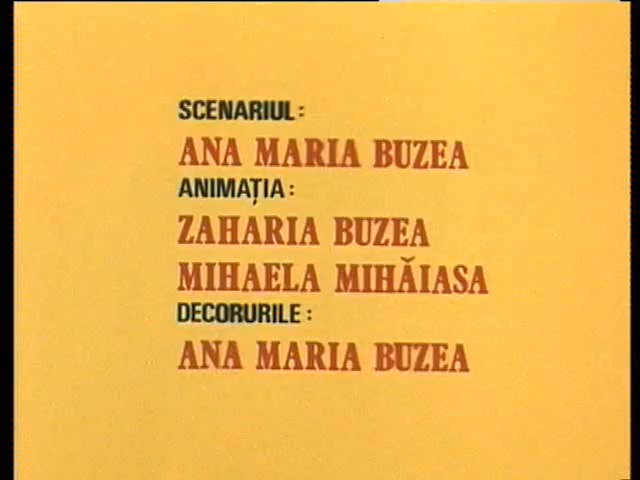 SCENARIUL:
ANA MARIA BUZEA
ANIMAȚIA:
ZAHARIA BUZEA
MIHAELA MIHĂIASA
DECORURILE:
ANA MARIA BUZEA